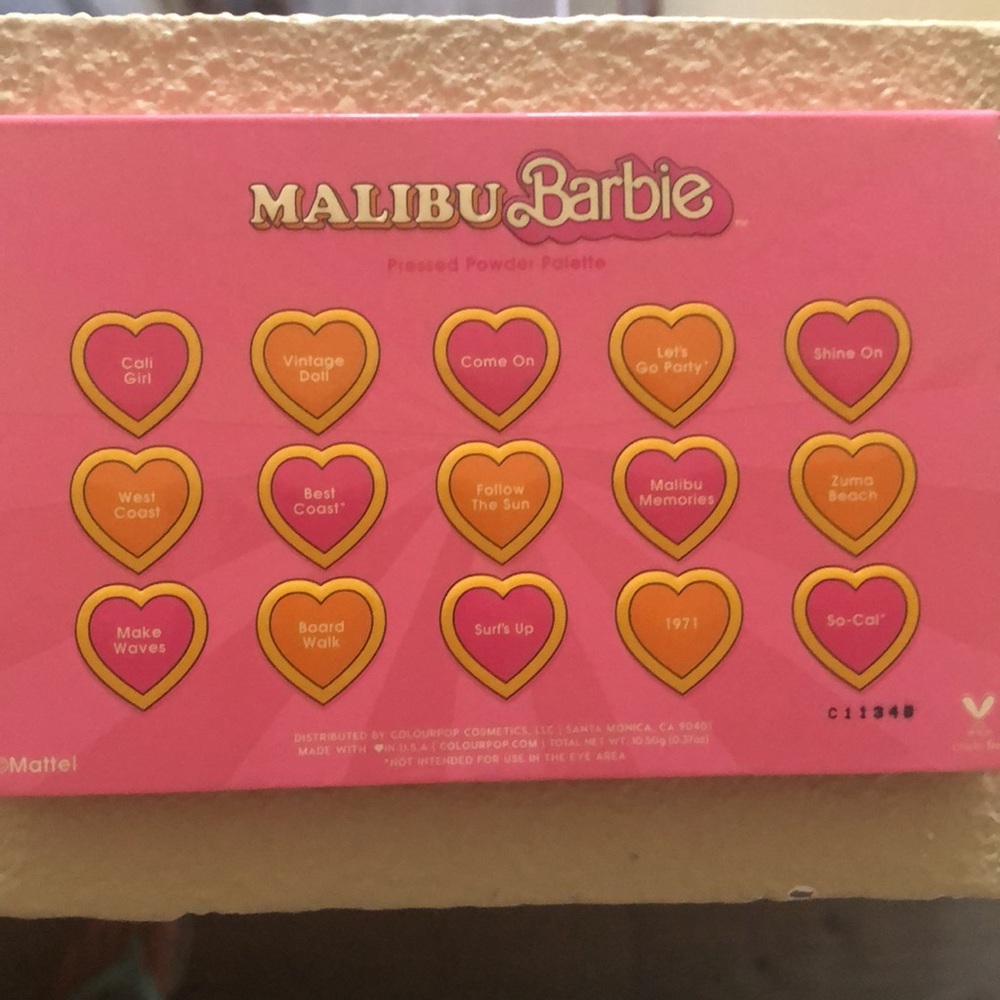 MALIBU Barbie™
Pressed Powder Palette
Cali
Girl
Vintage
Doll
Come On
Let's
Go Party*
Shine On
West
Coast
Best
Coast*
Follow
The Sun
Malibu
Memories
Zuma
Beach
Make
Waves
Board
Walk
Surf's Up
1971
So-Cal*
DISTRIBUTED BY COLOURPOP COSMETICS, LLC | SANTA MONICA, CA 90401
MADE WITH ♥IN U.S.A | COLOURPOP.COM | TOTAL NET WT. 10.50g (0.37oz)
*NOT INTENDED FOR USE IN THE EYE AREA
©Mattel